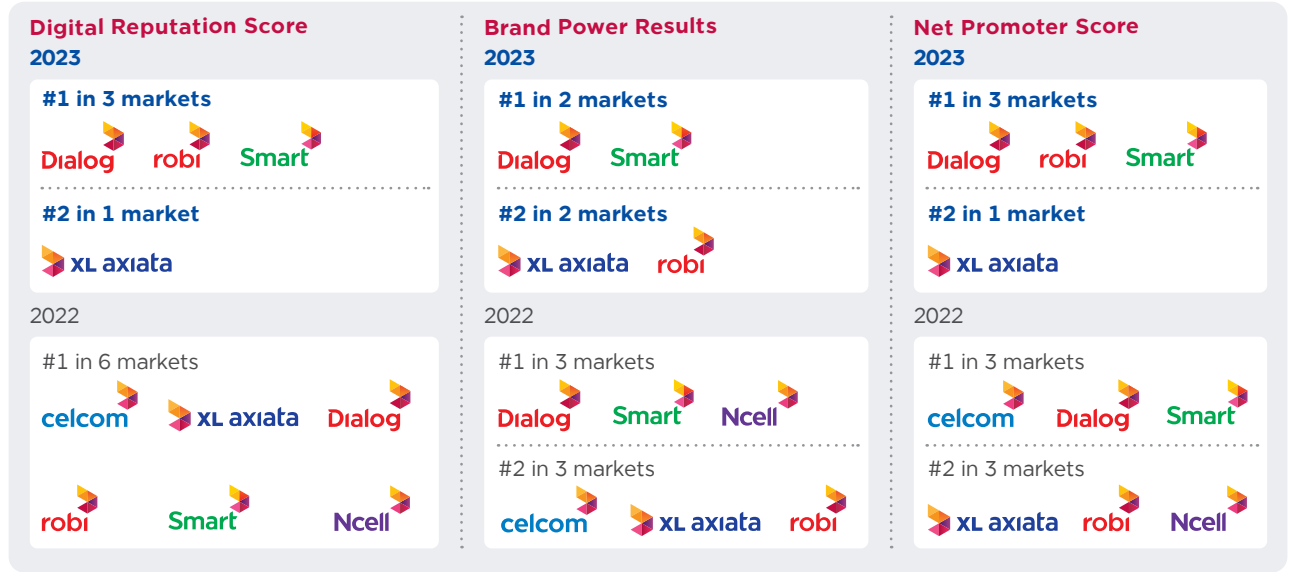 Digital Reputation Score
2023
#1 in 3 markets
Dialog robi Smart
#2 in 1 market
XL axiata
2022
#1 in 6 markets
celcom XL axiata Dialog
robi Smart Ncell
Brand Power Results
2023
#1 in 2 markets
Dialog Smart
#2 in 2 markets
XL axiata robi
2022
#1 in 3 markets
Dialog Smart Ncell
#2 in 3 markets
celcom XL axiata robi
Net Promoter Score
2023
#1 in 3 markets
Dialog robi Smart
#2 in 1 market
XL axiata
2022
#1 in 3 markets
celcom Dialog Smart
#2 in 3 markets
XL axiata robi Ncell